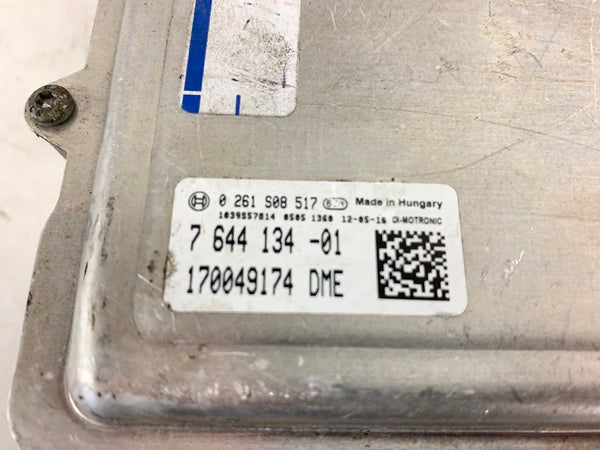 0 261 S08 517 Made in Hungary
1039S57814 0505 1360 12-05-16 DI-MOTRONIC
7 644 134 -01
170049174 DME